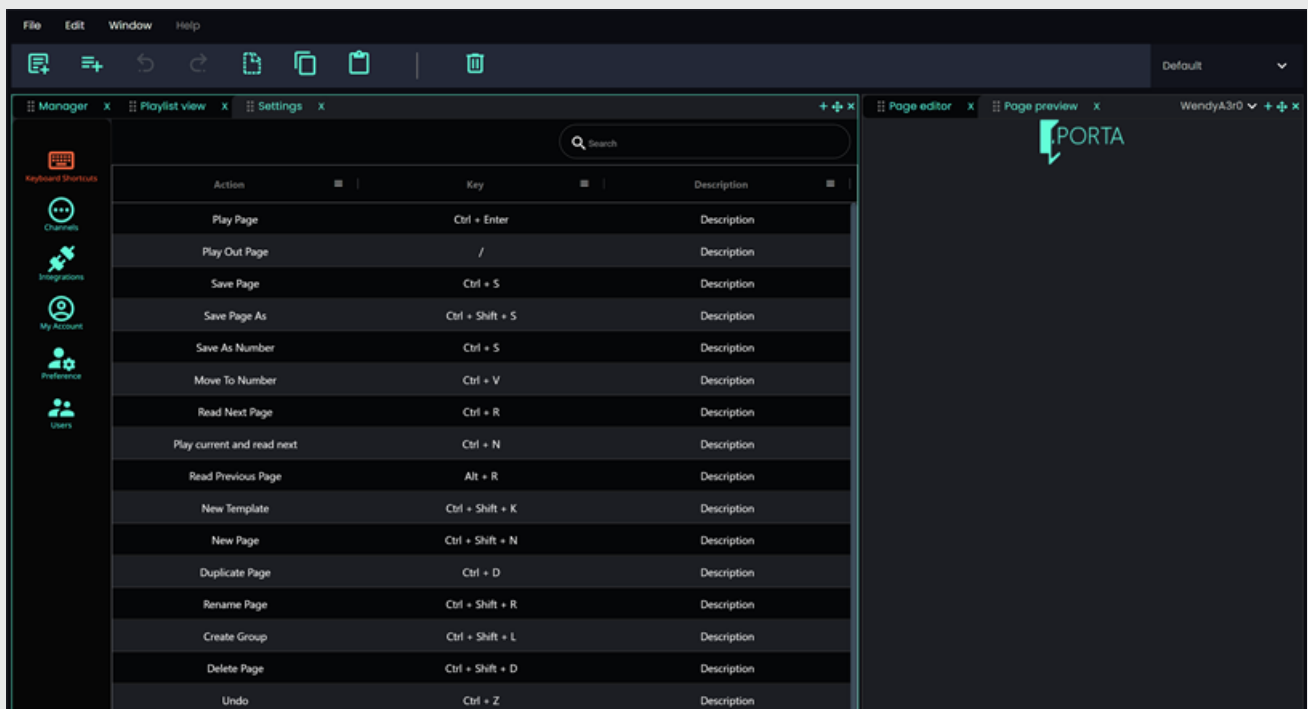 File Edit Window Help
Default
Manager x Playlist view x Settings x
Page editor x Page preview x WendyA3r0
PORTA
Search
Keyboard Shortcuts
Channels
Integrations
My Account
Preference
Users
Action Key Description
Play Page Ctrl + Enter Description
Play Out Page / Description
Save Page Ctrl + S Description
Save Page As Ctrl + Shift + S Description
Save As Number Ctrl + S Description
Move To Number Ctrl + V Description
Read Next Page Ctrl + R Description
Play current and read next Ctrl + N Description
Read Previous Page Alt + R Description
New Template Ctrl + Shift + K Description
New Page Ctrl + Shift + N Description
Duplicate Page Ctrl + D Description
Rename Page Ctrl + Shift + R Description
Create Group Ctrl + Shift + L Description
Delete Page Ctrl + Shift + D Description
Undo Ctrl + Z Description